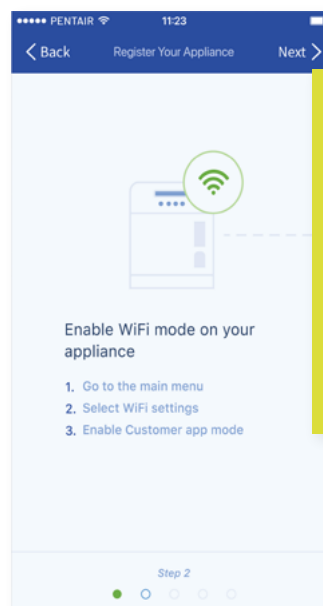 PENTAIR 11:23
Back Register Your Appliance Next
Enable WiFi mode on your
appliance
1. Go to the main menu
2. Select WiFi settings
3. Enable Customer app mode
Step 2